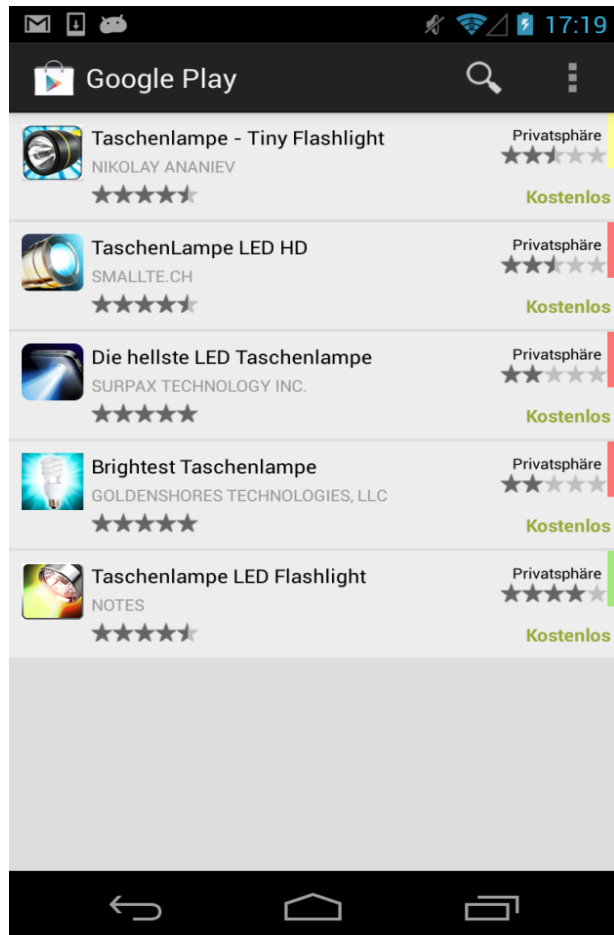 17:19
Google Play
Taschenlampe - Tiny Flashlight
Privatsphäre
NIKOLAY ANANIEV
Kostenlos
TaschenLampe LED HD
Privatsphäre
SMALLTE.CH
Kostenlos
Die hellste LED Taschenlampe
Privatsphäre
SURPAX TECHNOLOGY INC.
Kostenlos
Brightest Taschenlampe
Privatsphäre
GOLDENSHORES TECHNOLOGIES, LLC
Kostenlos
Taschenlampe LED Flashlight
Privatsphäre
NOTES
Kostenlos